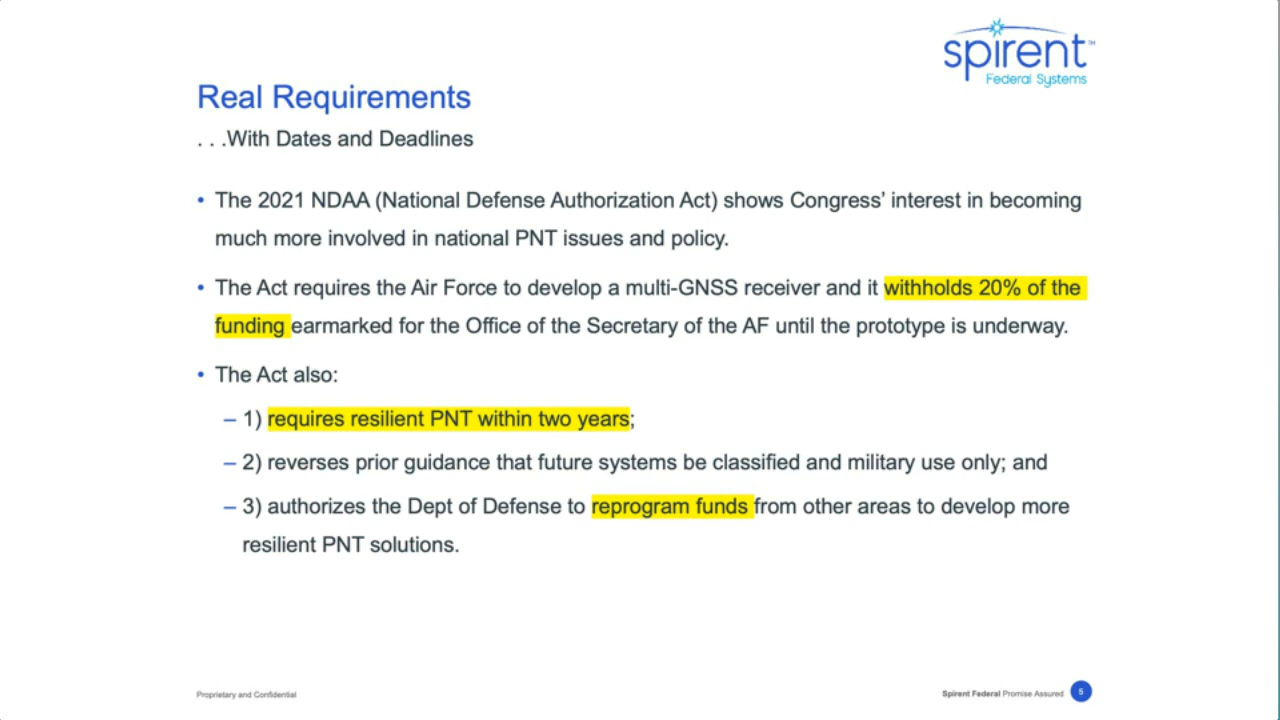 spirent™
Federal Systems
Real Requirements
. . .With Dates and Deadlines
• The 2021 NDAA (National Defense Authorization Act) shows Congress’ interest in becoming
much more involved in national PNT issues and policy.
• The Act requires the Air Force to develop a multi-GNSS receiver and it withholds 20% of the
funding earmarked for the Office of the Secretary of the AF until the prototype is underway.
• The Act also:
– 1) requires resilient PNT within two years;
– 2) reverses prior guidance that future systems be classified and military use only; and
– 3) authorizes the Dept of Defense to reprogram funds from other areas to develop more
resilient PNT solutions.
Proprietary and Confidential
Spirent Federal Promise Assured 5